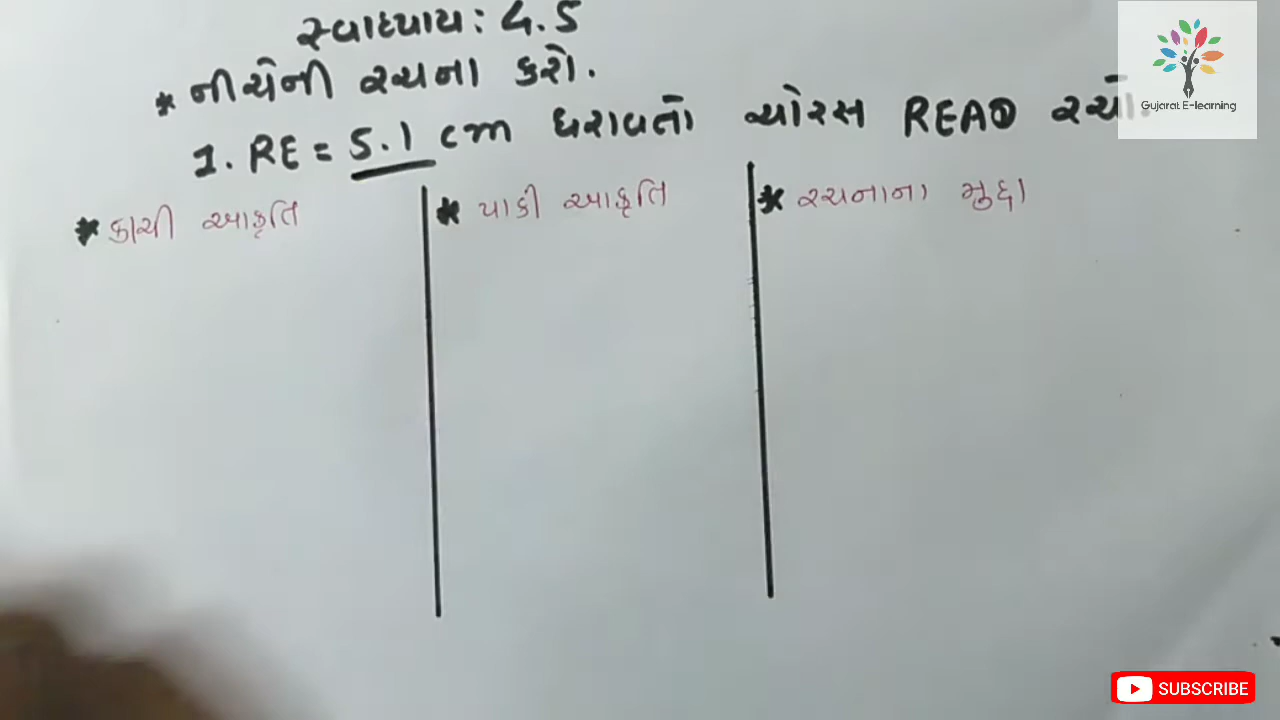 સ્વાધ્યાય : 4.5
* નીચેની રચના કરો.
1. RE = 5.1 cm ધરાવતો ચોરસ READ રચો.
* કાચી આકૃતિ
* પાકી આકૃતિ
* રચનાના મુદ્દા
Gujarat E-learning
SUBSCRIBE